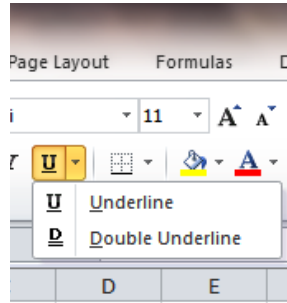 Page Layout Formulas
11 A A
U A
U Underline
D Double Underline
D E